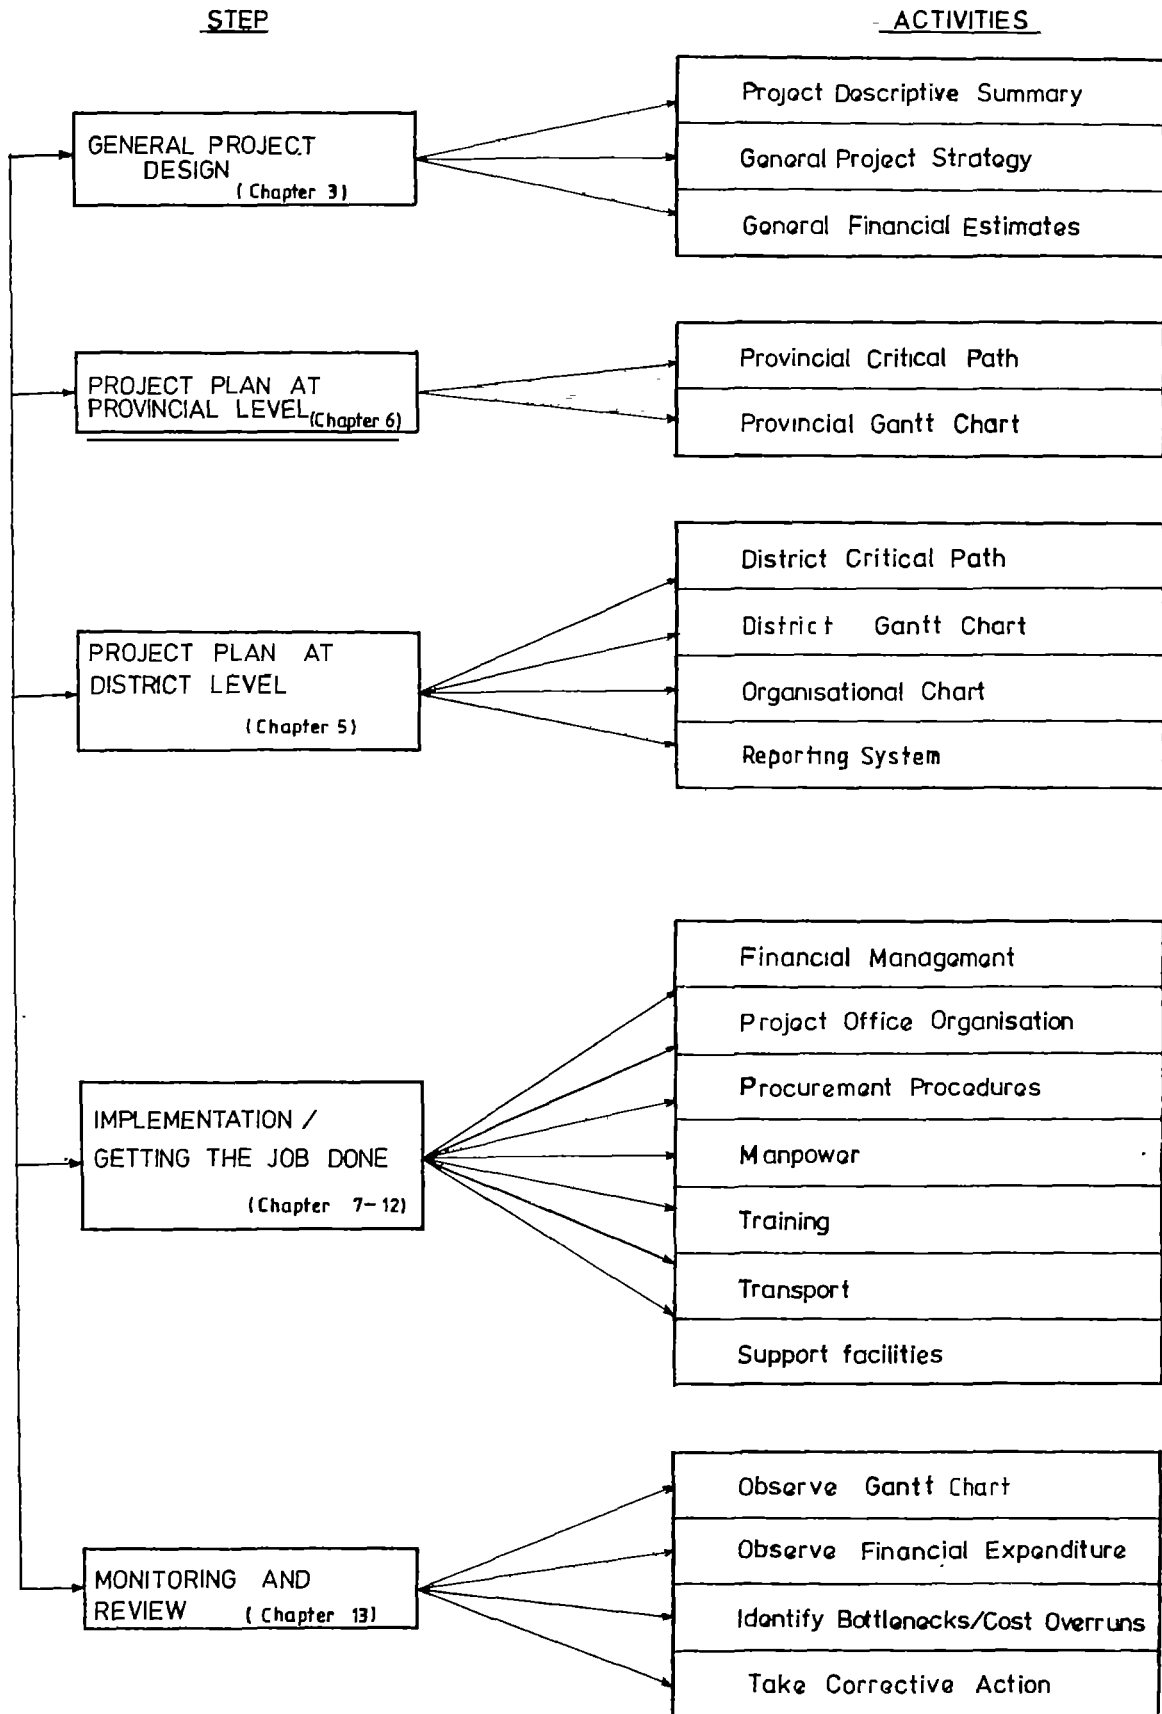 STEP
ACTIVITIES
GENERAL PROJECT
DESIGN
(Chapter 3)
Project Descriptive Summary
General Project Strategy
General Financial Estimates
PROJECT PLAN AT
PROVINCIAL LEVEL (Chapter 6)
Provincial Critical Path
Provincial Gantt Chart
PROJECT PLAN AT
DISTRICT LEVEL
(Chapter 5)
District Critical Path
District Gantt Chart
Organisational Chart
Reporting System
IMPLEMENTATION /
GETTING THE JOB DONE
(Chapter 7-12)
Financial Management
Project Office Organisation
Procurement Procedures
Manpower
Training
Transport
Support facilities
MONITORING AND
REVIEW (Chapter 13)
Observe Gantt Chart
Observe Financial Expenditure
Identify Bottlenecks/Cost Overruns
Take Corrective Action